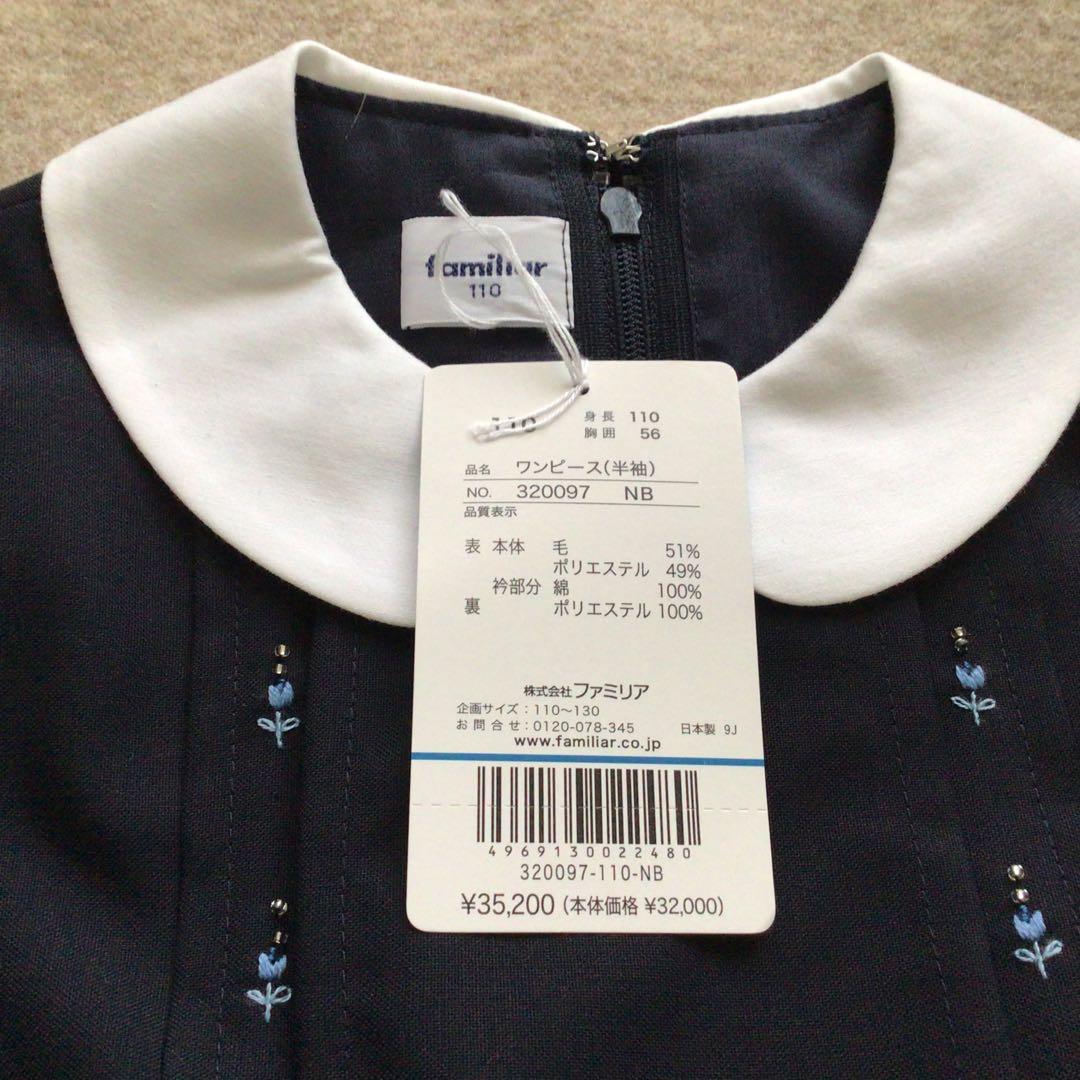 familiar
110
110
身長 110
胸囲 56
品名 ワンピース(半袖)
NO. 320097 NB
品質表示
表 本体 毛 51%
ポリエステル 49%
衿部分 綿 100%
裏 ポリエステル 100%
株式会社ファミリア
企画サイズ:110〜130
お問合せ:0120-078-345 日本製 9J
www.familiar.co.jp
4969130022480
320097-110-NB
¥35,200 (本体価格 ¥32,000)